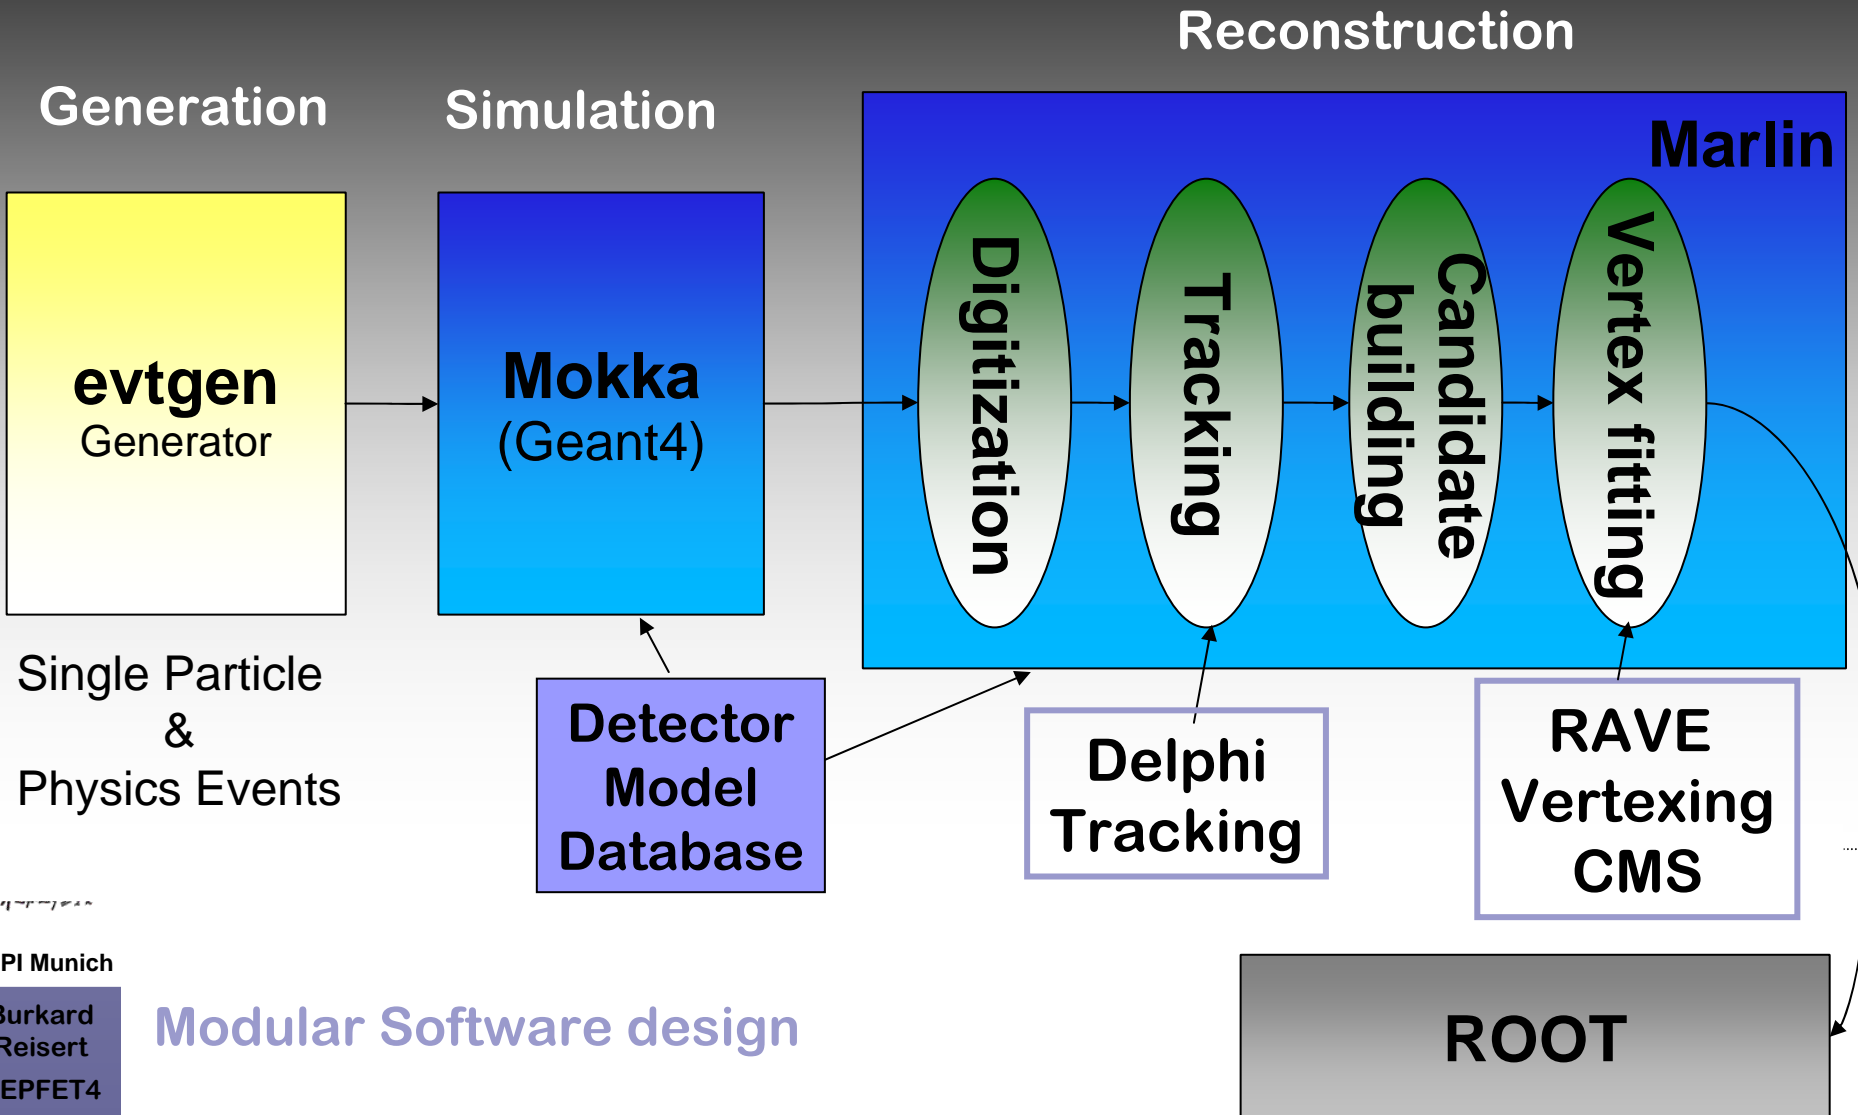 Reconstruction
Generation
Simulation
Marlin
evtgen
Generator
Mokka
(Geant4)
Digitization
Tracking
Candidate
building
Vertex fitting
Single Particle
&
Physics Events
Detector
Model
Database
Delphi
Tracking
RAVE
Vertexing
CMS
PI Munich
Burkard
Reisert
EPFET4
Modular Software design
ROOT